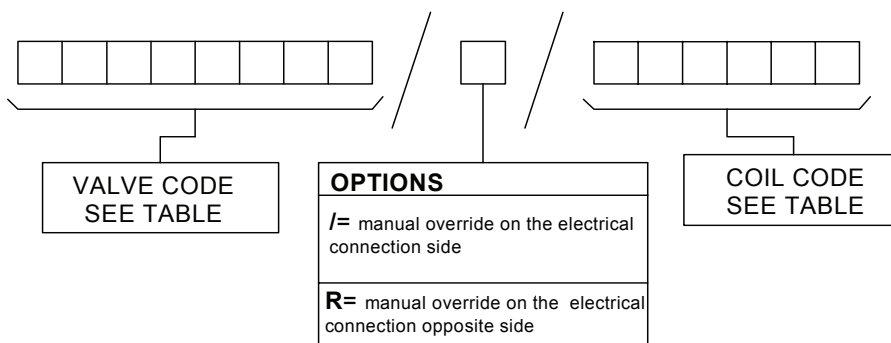 VALVE CODE
SEE TABLE
OPTIONS
/= manual override on the electrical
connection side
R= manual override on the electrical
connection opposite side
COIL CODE
SEE TABLE